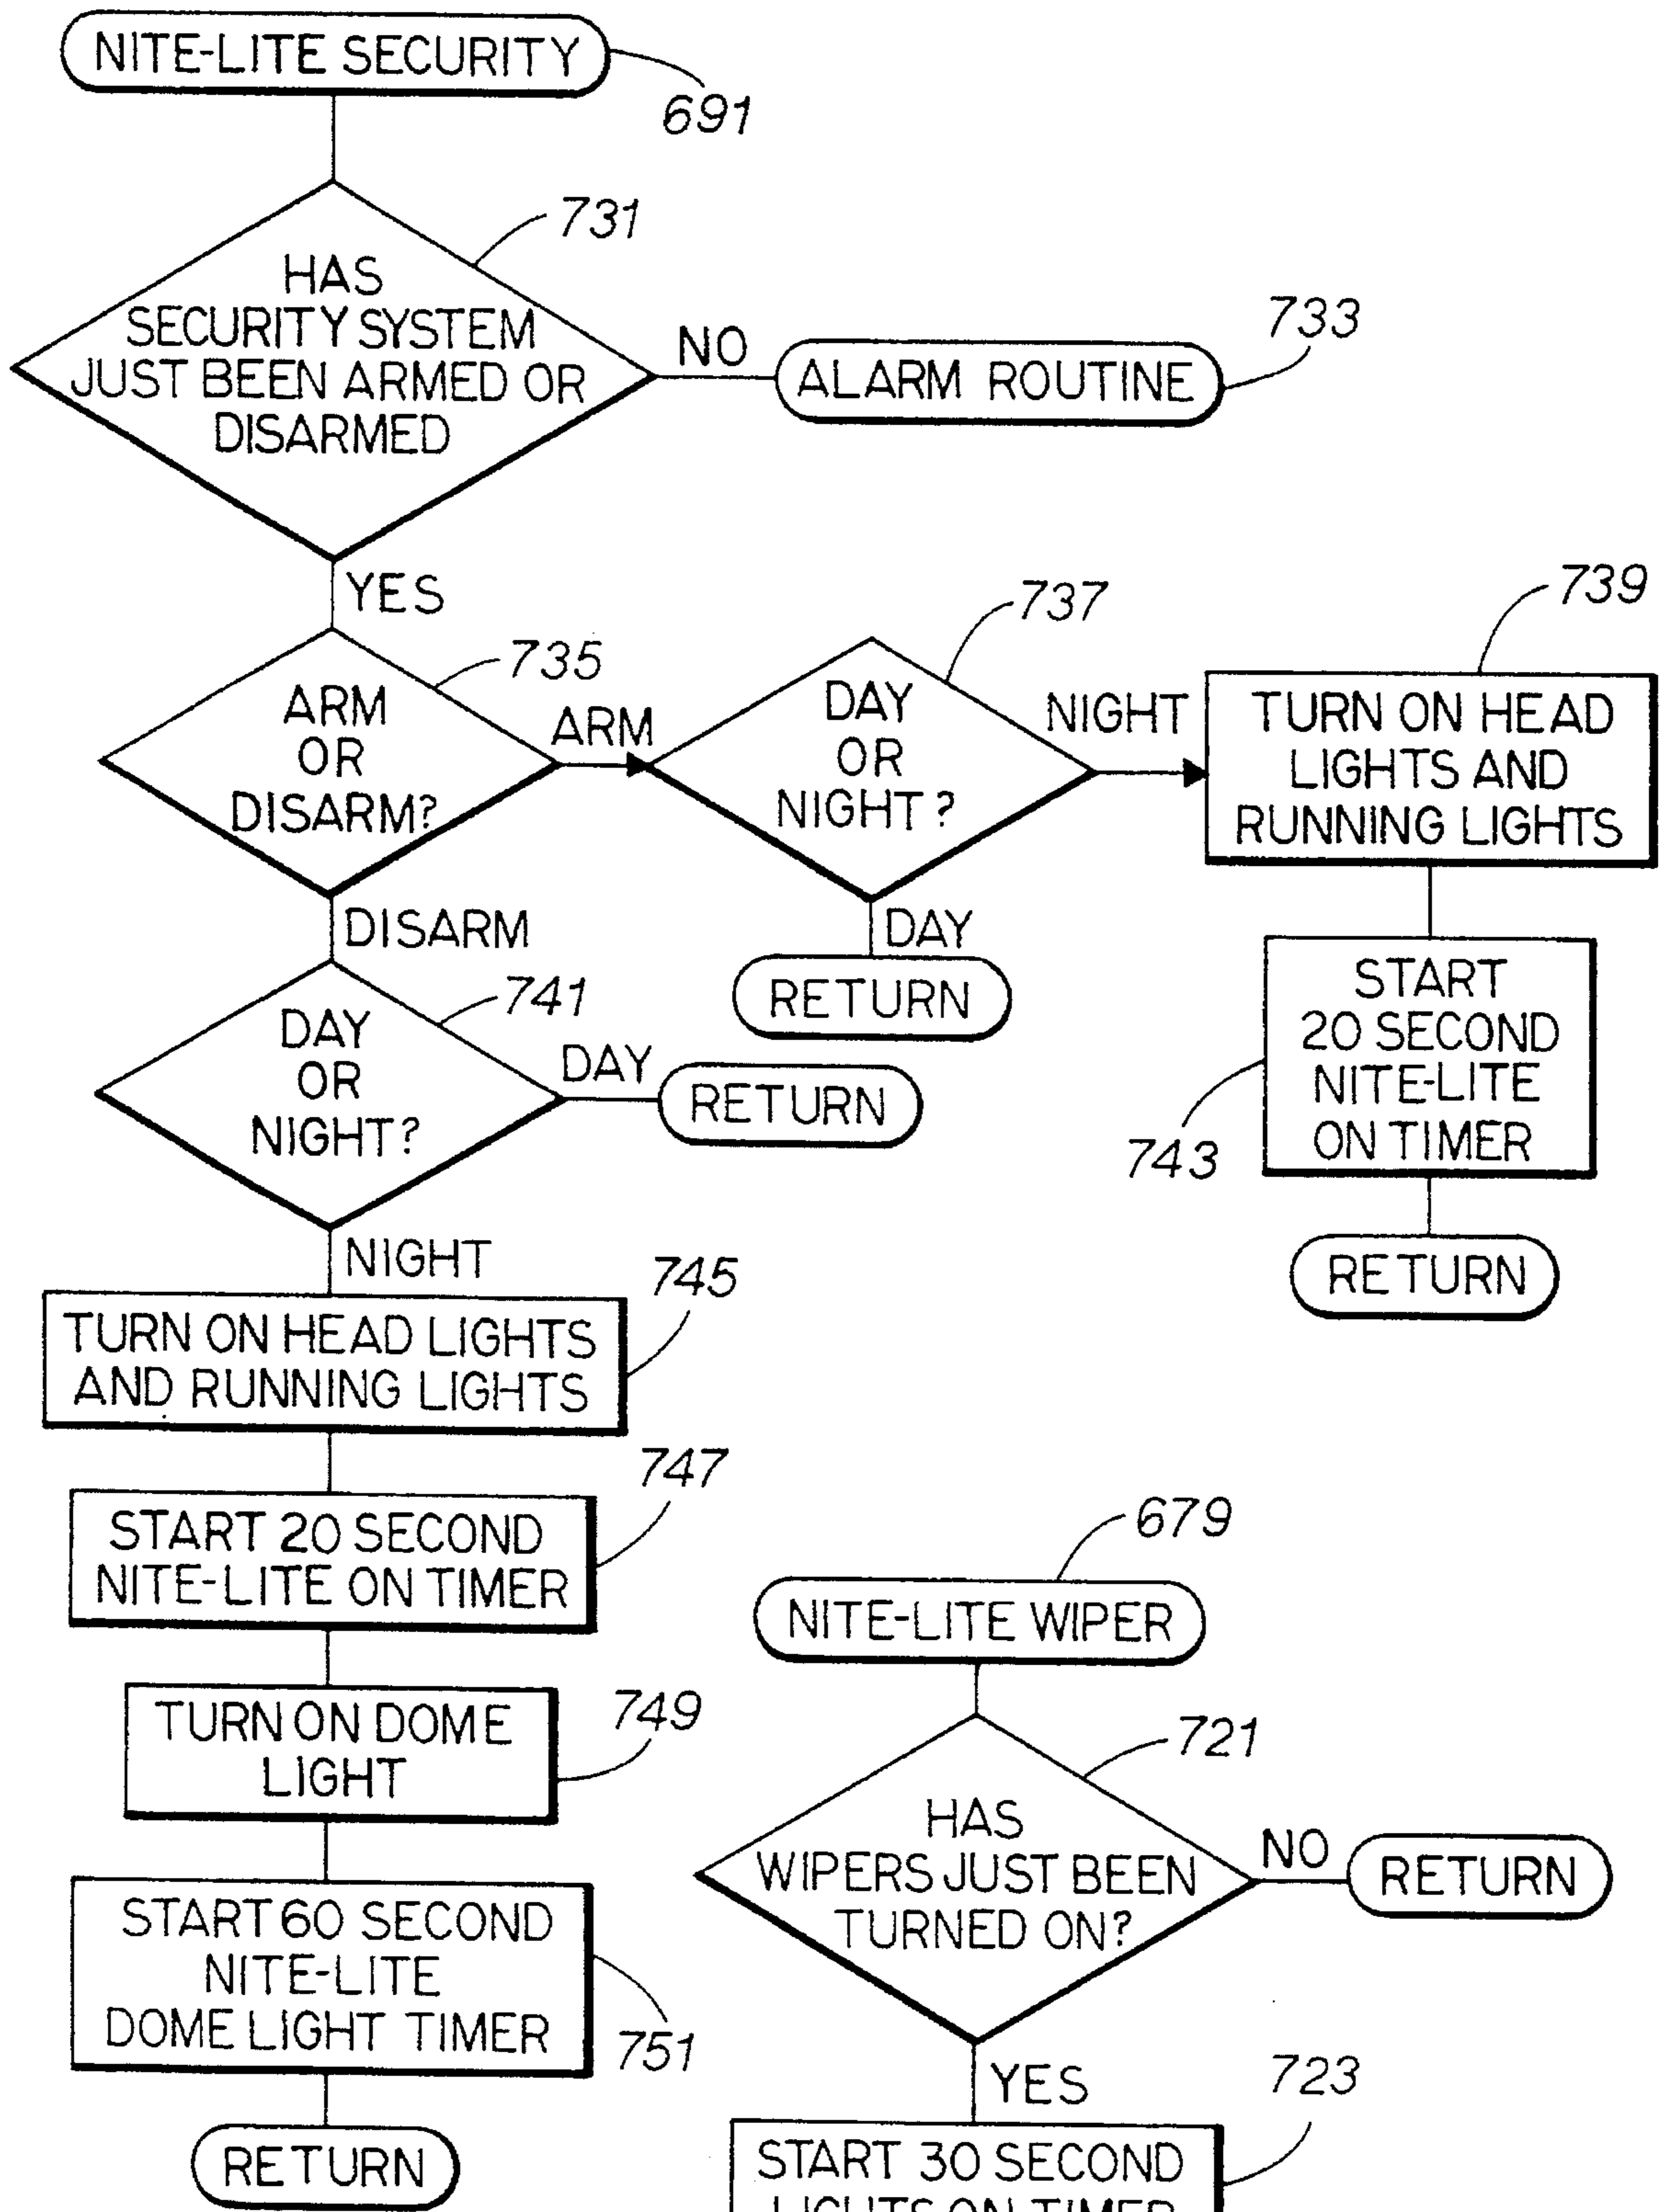 NITE-LITE SECURITY
691
731
HAS
SECURITY SYSTEM
JUST BEEN ARMED OR
DISARMED
NO
ALARM ROUTINE
733
YES
735
ARM
OR
DISARM?
ARM
737
DAY
OR
NIGHT?
NIGHT
739
TURN ON HEAD
LIGHTS AND
RUNNING LIGHTS
DAY
RETURN
START
20 SECOND
NITE-LITE
ON TIMER
743
RETURN
DISARM
741
DAY
OR
NIGHT?
DAY
RETURN
NIGHT
745
TURN ON HEAD LIGHTS
AND RUNNING LIGHTS
747
START 20 SECOND
NITE-LITE ON TIMER
749
TURN ON DOME
LIGHT
START 60 SECOND
NITE-LITE
DOME LIGHT TIMER
751
RETURN
679
NITE-LITE WIPER
721
HAS
WIPERS JUST BEEN
TURNED ON?
NO
RETURN
YES
723
START 30 SECOND
LIGHTS ON TIMER